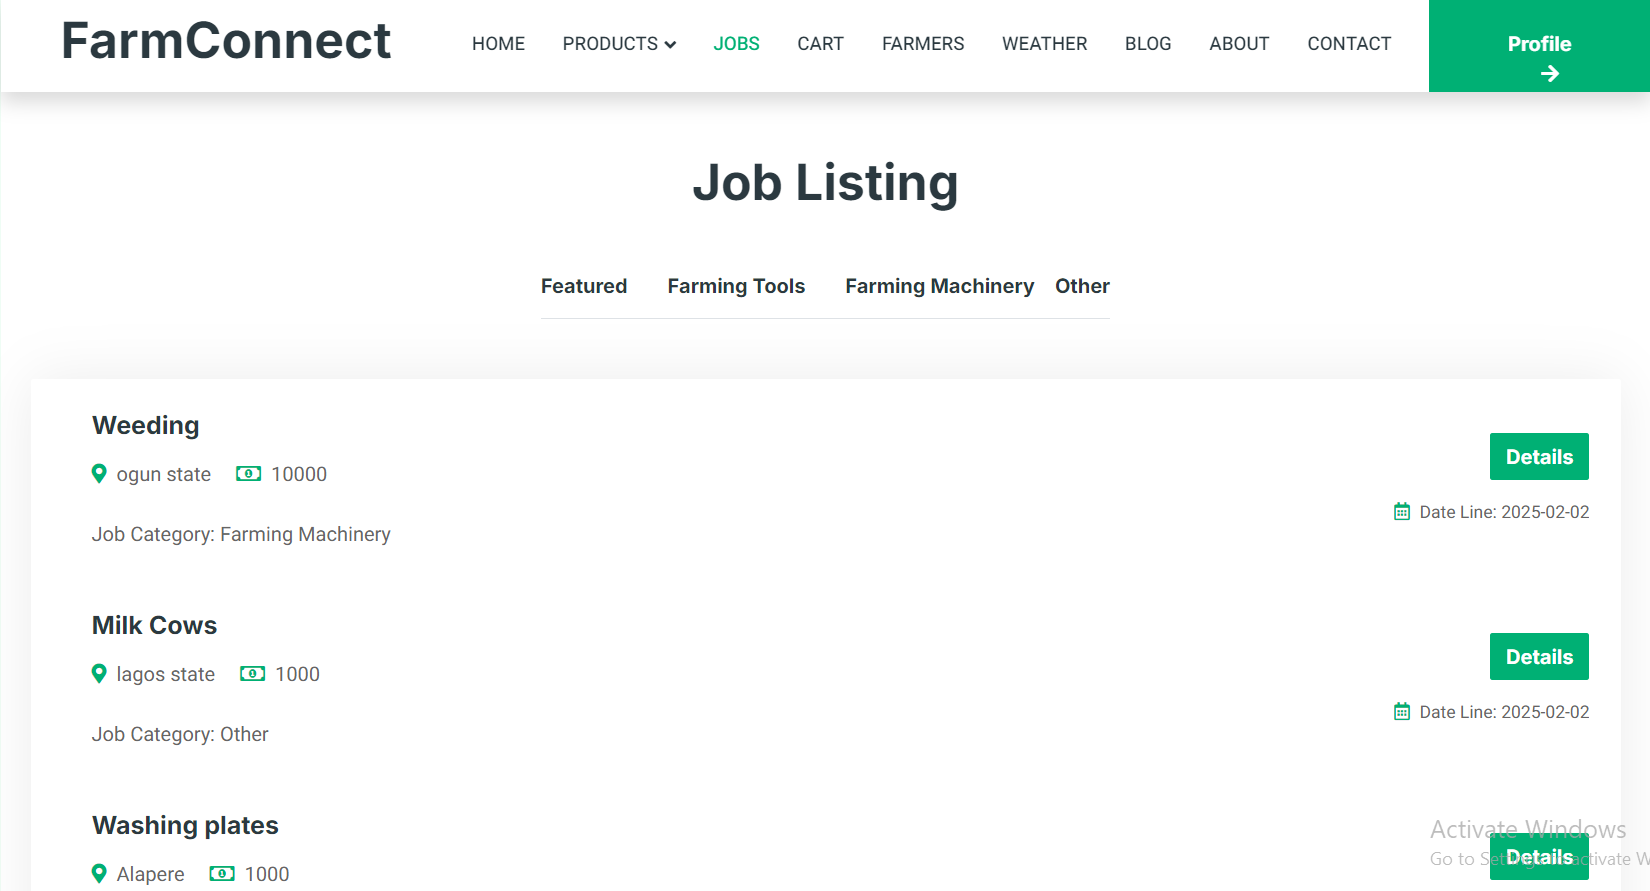 FarmConnect
HOME PRODUCTS JOBS CART FARMERS WEATHER BLOG ABOUT CONTACT
Profile
Job Listing
Featured Farming Tools Farming Machinery Other
Weeding
ogun state 10000
Job Category: Farming Machinery
Details
Date Line: 2025-02-02
Milk Cows
lagos state 1000
Job Category: Other
Details
Date Line: 2025-02-02
Washing plates
Alapere 1000
Details
Activate Windows
Go to Settings to activate W